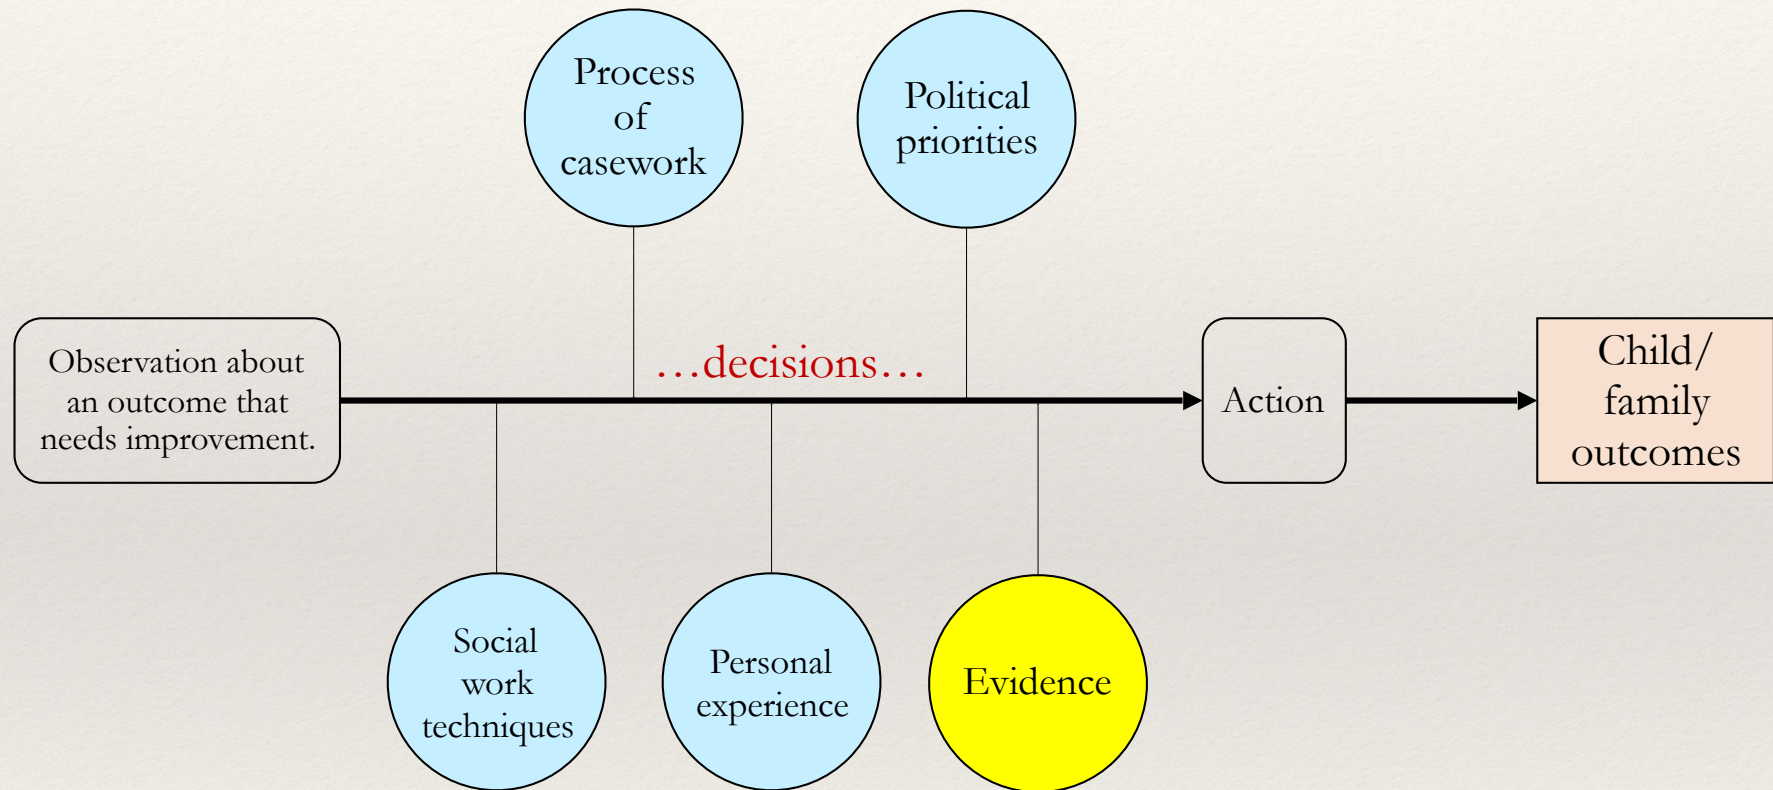 Process
of
casework
Political
priorities
Observation about
an outcome that
needs improvement.
…decisions…
Action
Child/
family
outcomes
Social
work
techniques
Personal
experience
Evidence